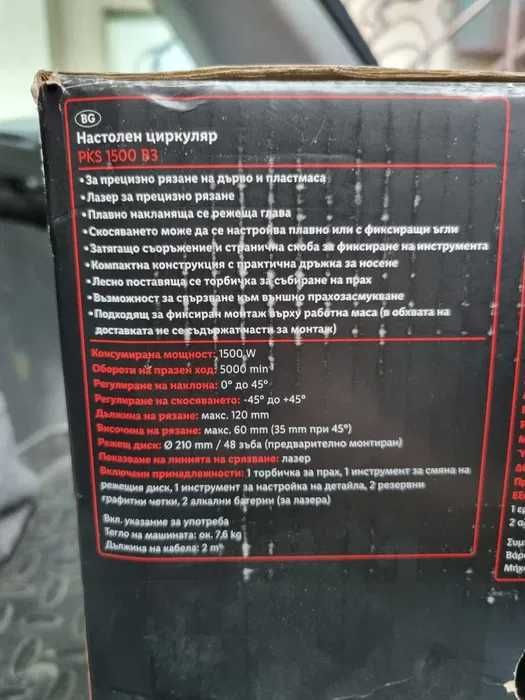 BG
Настолен циркуляр
PKS 1500 B3
•За прецизно рязане на дърво и пластмаса
•Лазер за прецизно рязане
•Плавно накланяща се режеща глава
•Скосяването може да се настройва плавно или с фиксиращи ъгли
•Затягащо съоръжение и странична скоба за фиксиране на инструмента
•Компактна конструкция с практична дръжка за носене
•Лесно поставяща се торбичка за събиране на прах
•Възможност за свързване към външно прахозасмукване
•Подходящ за фиксиран монтаж върху работна маса (в обхвата на
доставката не се съдържатнасти за монтаж)
Консумирана мощност: 1500 W
Обороти на празен ход: 5000 min⁻¹
Регулиране на наклона: 0° до 45°
Регулиране на скосяването: -45° до +45°
Дължина на рязане: макс. 120 mm
Височина на рязане: макс. 60 mm (35 mm при 45°)
Режещ диск: Ø 210 mm / 48 зъба (предварително монтиран)
Показване на линията на срязване: лазер
Включени принадлежности: 1 торбичка за прах, 1 инструмент за смяна на
режещия диск, 1 инструмент за настройка на детайла, 2 резервни
графитни четки, 2 алкални батерии (за лазера)
Вкл. указание за употреба
Тегло на машината: ок. 7,6 kg
Дължина на кабела: 2 m